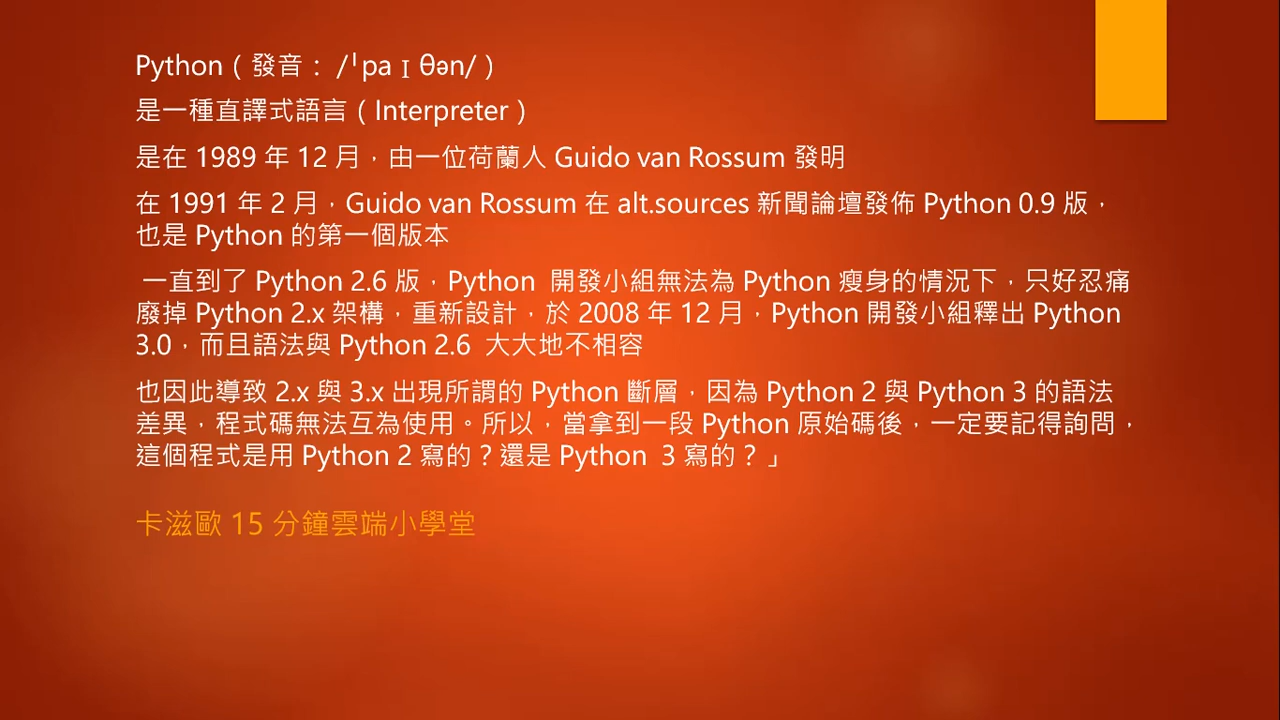 Python ( 發音： /ˈpaɪθən/ )
是一種直譯式語言 ( Interpreter )
是在 1989 年 12 月，由一位荷蘭人 Guido van Rossum 發明
在 1991 年 2 月，Guido van Rossum 在 alt.sources 新聞論壇發佈 Python 0.9 版，
也是 Python 的第一個版本
一直到了 Python 2.6 版，Python 開發小組無法為 Python 瘦身的情況下，只好忍痛
廢掉 Python 2.x 架構，重新設計，於 2008 年 12 月，Python 開發小組釋出 Python
3.0，而且語法與 Python 2.6 大大地不相容
也因此導致 2.x 與 3.x 出現所謂的 Python 斷層，因為 Python 2 與 Python 3 的語法
差異，程式碼無法互為使用。所以，當拿到一段 Python 原始碼後，一定要記得詢問，
這個程式是用 Python 2 寫的？還是 Python 3 寫的？」
卡滋歐 15 分鐘雲端小學堂